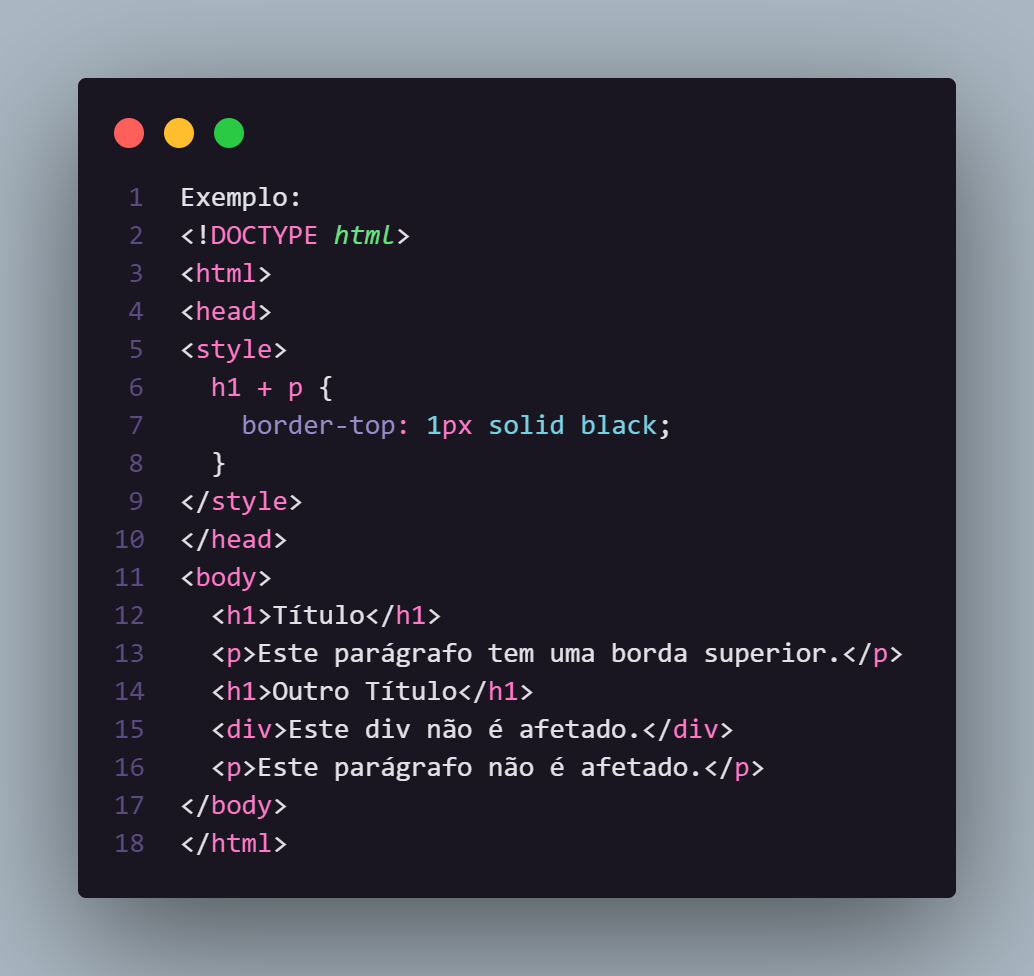 1 Exemplo:
2 <!DOCTYPE html>
3 <html>
4 <head>
5 <style>
6   h1 + p {
7     border-top: 1px solid black;
8   }
9 </style>
10 </head>
11 <body>
12   <h1>Título</h1>
13   <p>Este parágrafo tem uma borda superior.</p>
14   <h1>Outro Título</h1>
15   <div>Este div não é afetado.</div>
16   <p>Este parágrafo não é afetado.</p>
17 </body>
18 </html>